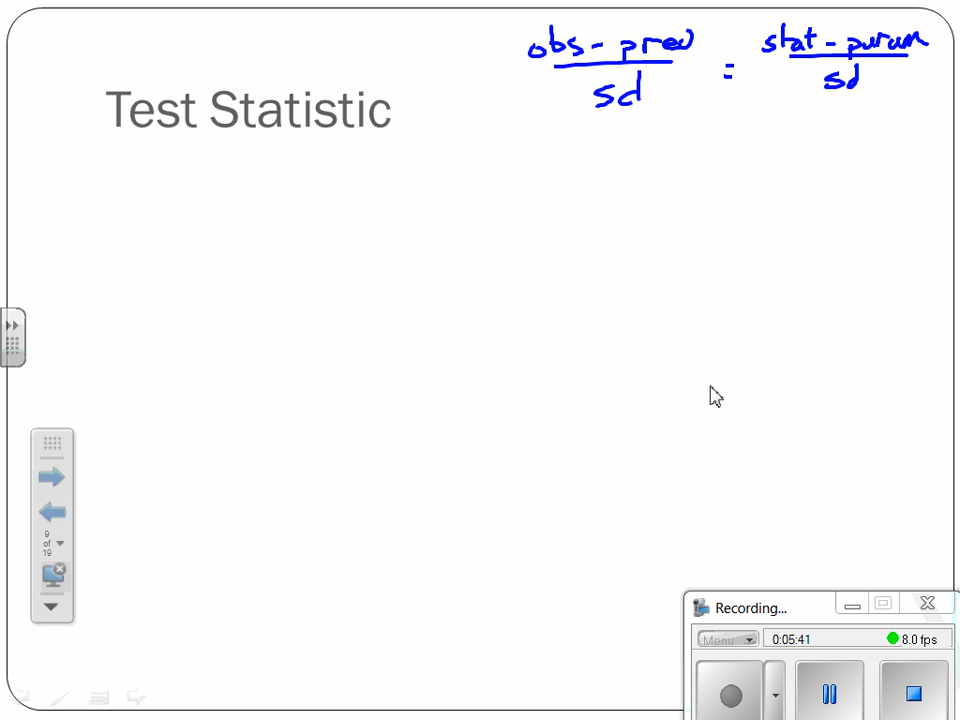 obs - pred / sd = stat - param / sd
Test Statistic
9
of
19
Recording...
Menu
0:05:41
8.0 fps